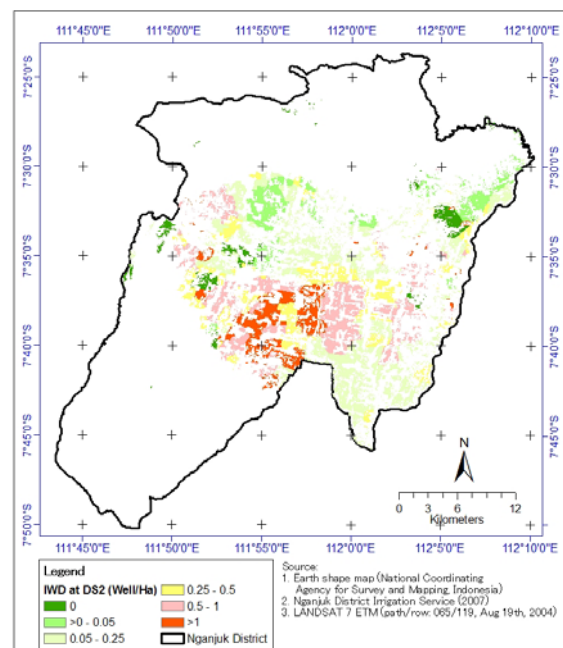 111°45'0"E 111°50'0"E 111°55'0"E 112°0'0"E 112°5'0"E 112°10'0"E
7°25'0"S 7°25'0"S
7°30'0"S 7°30'0"S
7°35'0"S 7°35'0"S
7°40'0"S 7°40'0"S
7°45'0"S 7°45'0"S
N
0 3 6 12
Kilometers
7°50'0"S 7°50'0"S
111°45'0"E 111°50'0"E 111°55'0"E 112°0'0"E 112°5'0"E 112°10'0"E
Legend
IWD at DS2 (Well/Ha)
0
>0 - 0.05
0.05 - 0.25
0.25 - 0.5
0.5 - 1
>1
Nganjuk District
Source:
1. Earth shape map (National Coordinating
Agency for Survey and Mapping, Indonesia)
2. Nganjuk District Irrigation Service (2007)
3. LANDSAT 7 ETM (path/row: 065/119, Aug 19th, 2004)